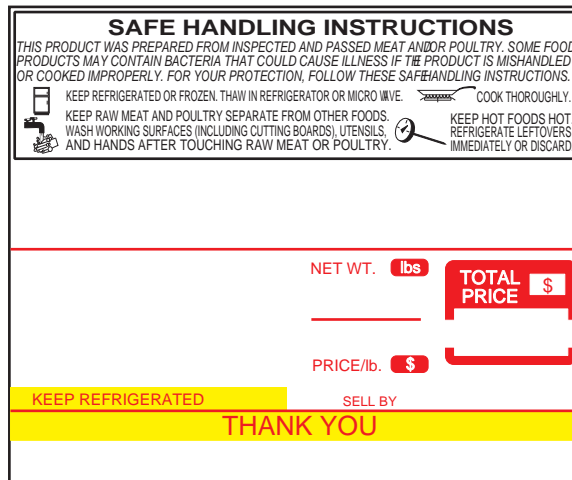 SAFE HANDLING INSTRUCTIONS
THIS PRODUCT WAS PREPARED FROM INSPECTED AND PASSED MEAT AND/OR POULTRY. SOME FOOD
PRODUCTS MAY CONTAIN BACTERIA THAT COULD CAUSE ILLNESS IF THE PRODUCT IS MISHANDLED
OR COOKED IMPROPERLY. FOR YOUR PROTECTION, FOLLOW THESE SAFE HANDLING INSTRUCTIONS.
KEEP REFRIGERATED OR FROZEN. THAW IN REFRIGERATOR OR MICROWAVE.
COOK THOROUGHLY.
KEEP RAW MEAT AND POULTRY SEPARATE FROM OTHER FOODS.
WASH WORKING SURFACES (INCLUDING CUTTING BOARDS), UTENSILS,
AND HANDS AFTER TOUCHING RAW MEAT OR POULTRY.
KEEP HOT FOODS HOT.
REFRIGERATE LEFTOVERS
IMMEDIATELY OR DISCARD.
NET WT. lbs
TOTAL
PRICE $
PRICE/lb. $
KEEP REFRIGERATED
SELL BY
THANK YOU